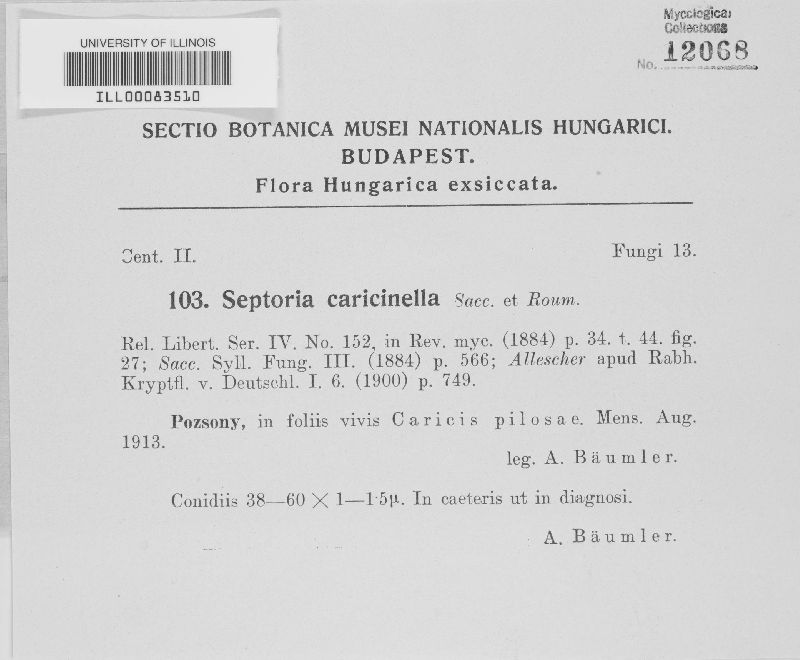 UNIVERSITY OF ILLINOIS
ILL00083510
Mycological
Collections
No. 12068
SECTIO BOTANICA MUSEI NATIONALIS HUNGARICI.
BUDAPEST.
Flora Hungarica exsiccata.
Cent. II.
Fungi 13.
103. Septoria caricinella Sacc. et Roum.
Rel. Libert. Ser. IV. No. 152, in Rev. myc. (1884) p. 34. t. 44. fig.
27; Sacc. Syll. Fung. III. (1884) p. 566; Allescher apud Rabh.
Kryptfl. v. Deutschl. I. 6. (1900) p. 749.
Pozsony, in foliis vivis Caricis pilosae. Mens. Aug.
1913.
leg. A. Bäumler.
Conidiis 38—60 × 1—1·5μ. In caeteris ut in diagnosi.
A. Bäumler.